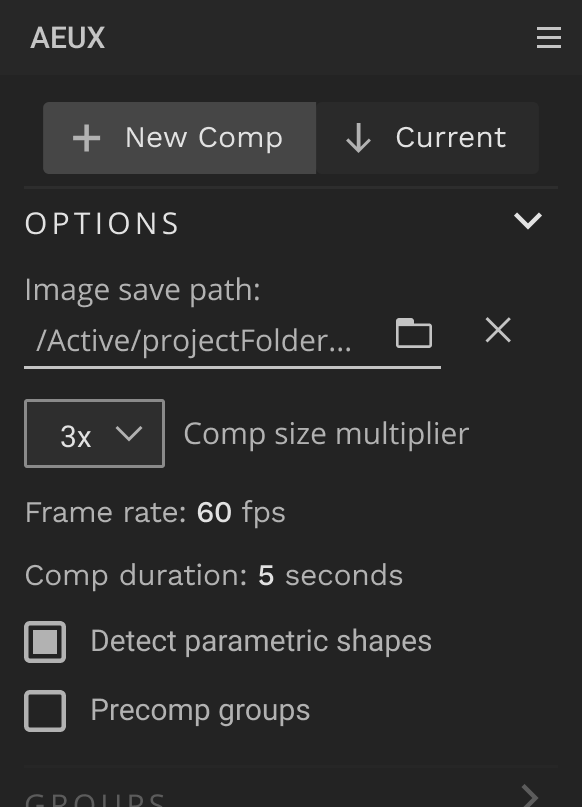 AEUX
New Comp
Current
OPTIONS
Image save path:
/Active/projectFolder...
3x
Comp size multiplier
Frame rate: 60 fps
Comp duration: 5 seconds
Detect parametric shapes
Precomp groups
GROUPS